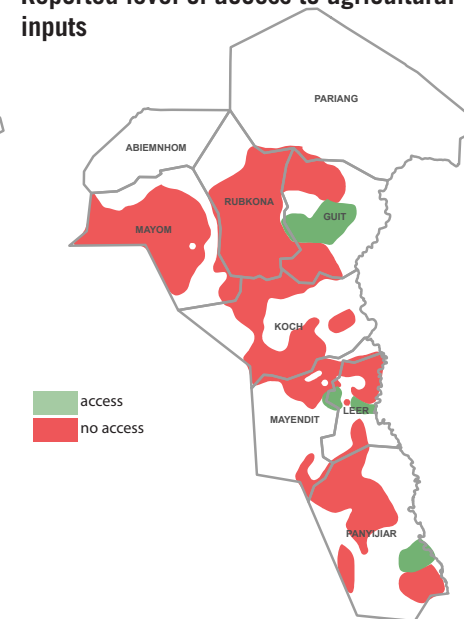 Reported level of access to agricultural
inputs
PARIANG
ABIEMNHOM
RUBKONA
GUIT
MAYOM
KOCH
access
no access
MAYENDIT
LEER
PANYIJIAR